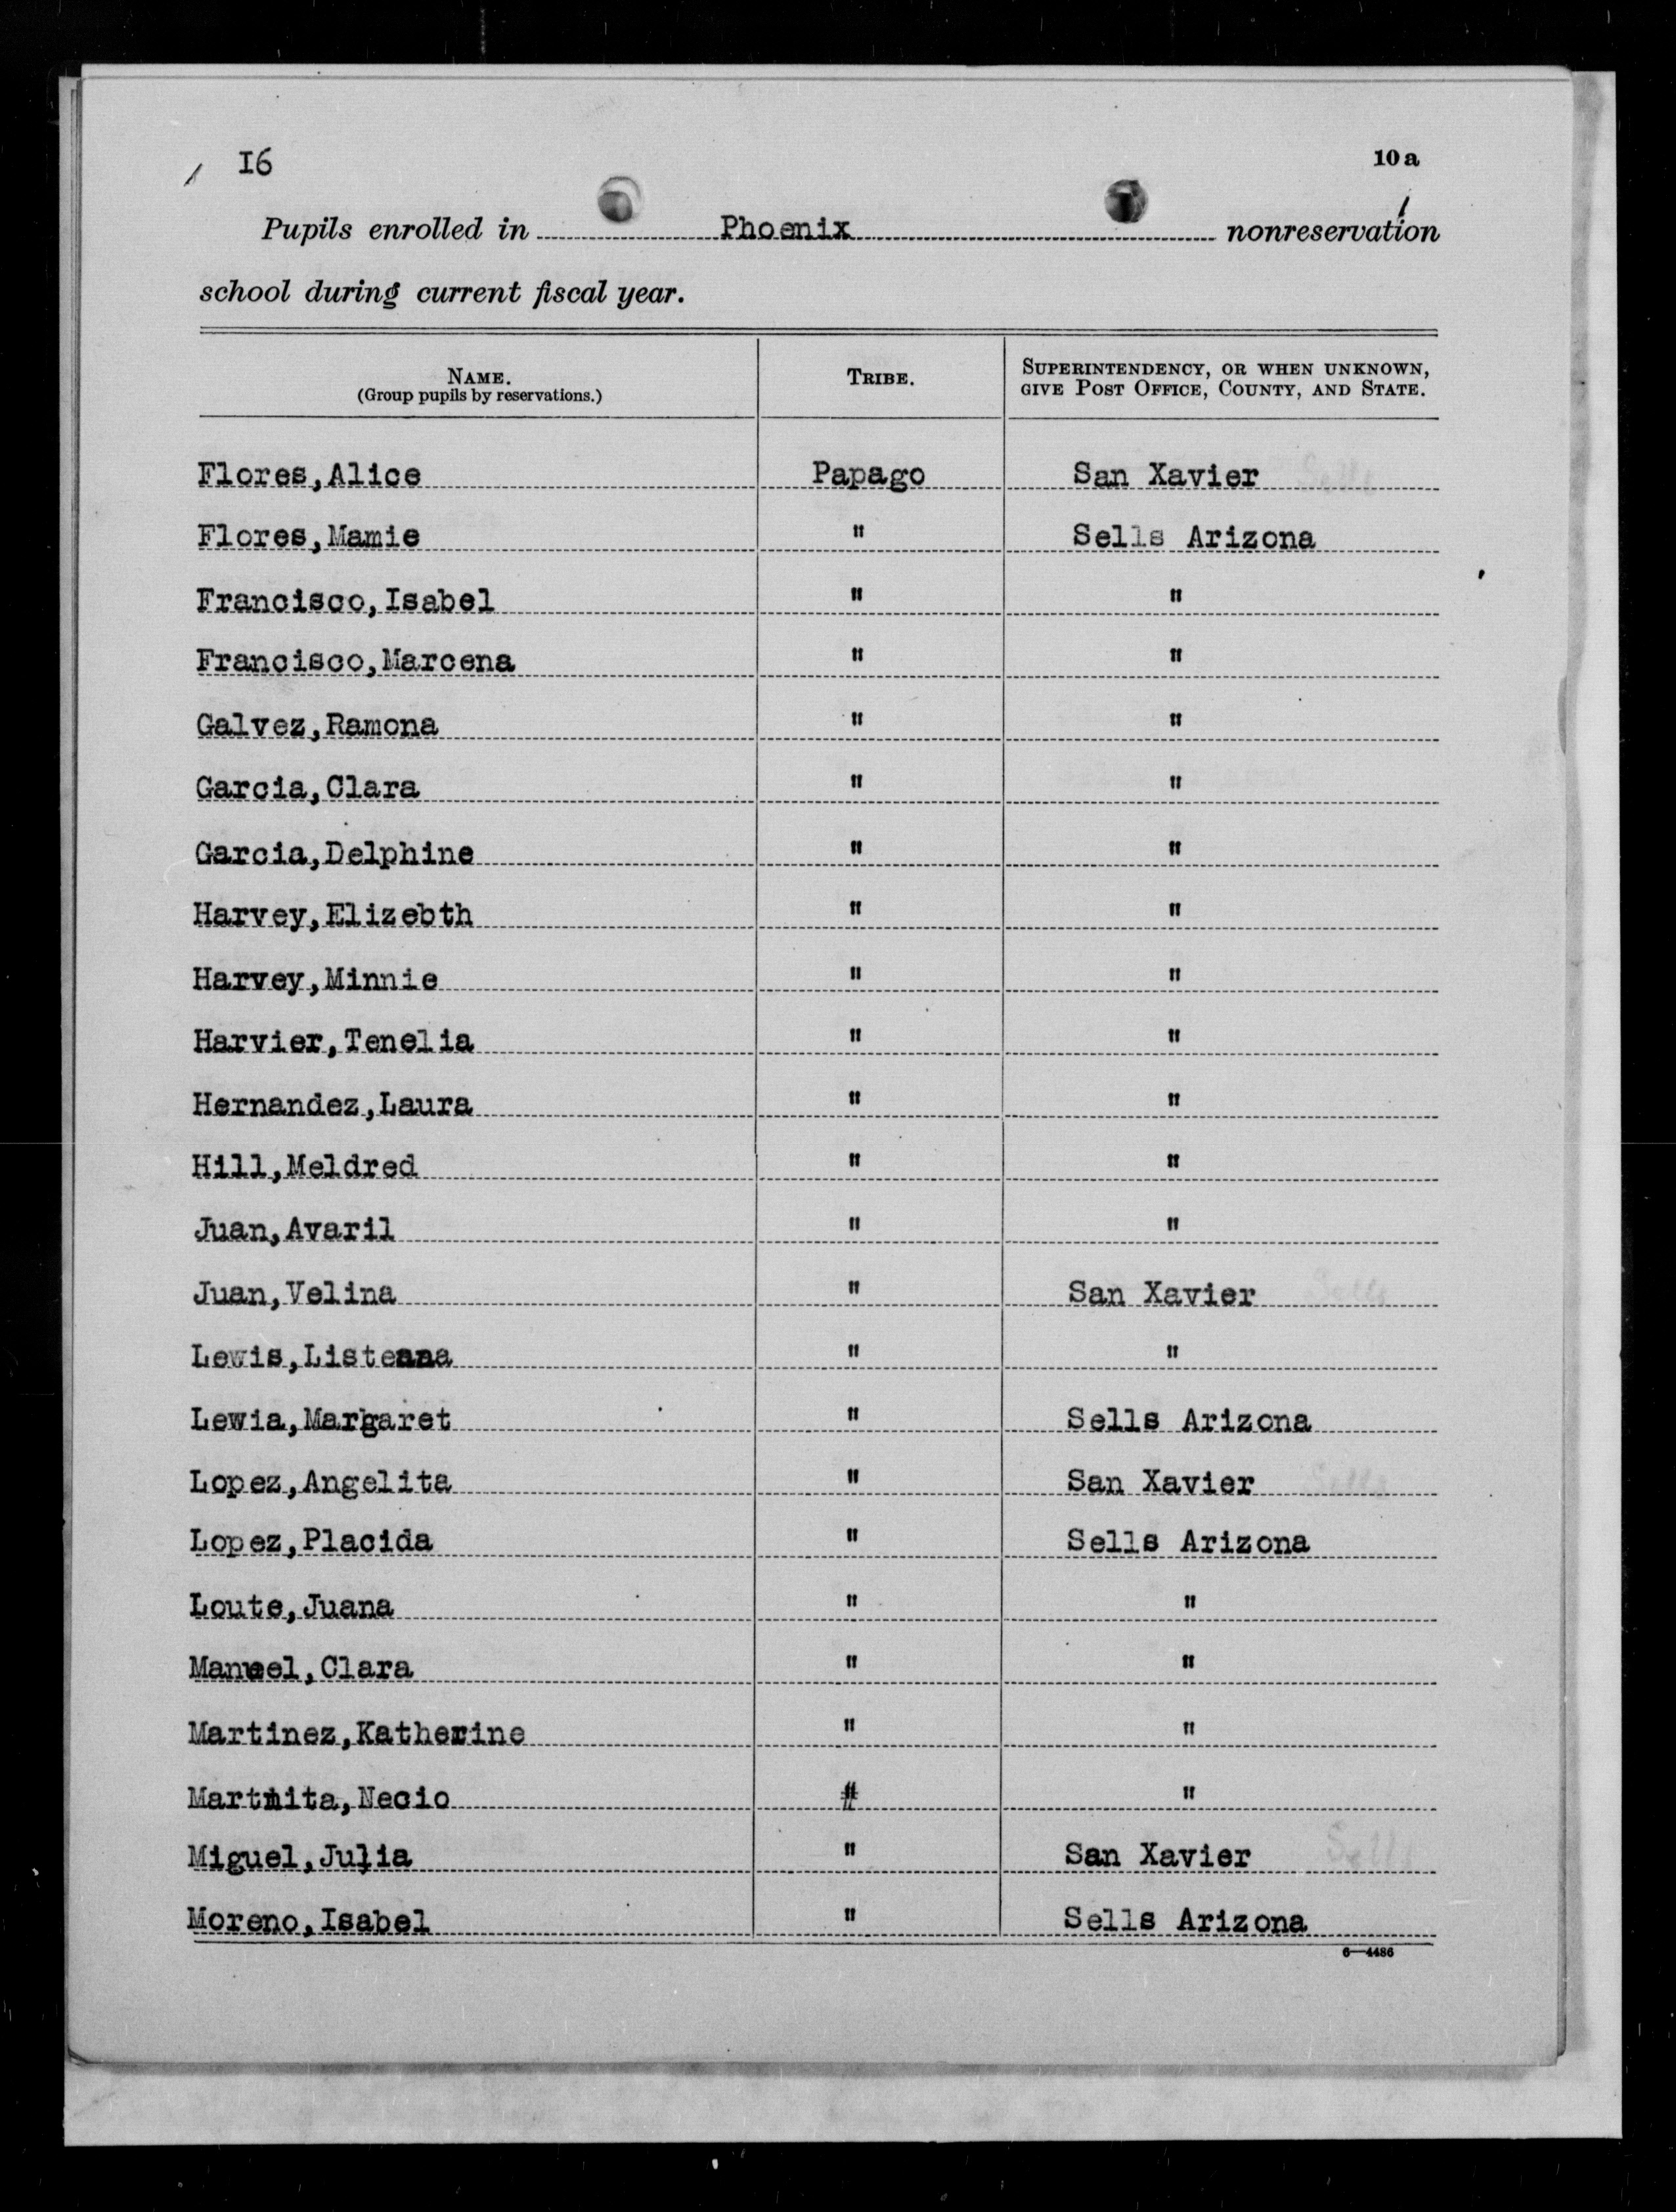 16
10 a
Pupils enrolled in Phoenix nonreservation
school during current fiscal year.
NAME. TRIBE. SUPERINTENDENCY, OR WHEN UNKNOWN,
(Group pupils by reservations.) GIVE POST OFFICE, COUNTY, AND STATE.
Flores,Alice Papago San Xavier Sells
Flores,Mamie " Sells Arizona
Francisco,Isabel " "
Francisco,Marcena " "
Galvez,Ramona " "
Garcia,Clara " "
Garcia,Delphine " "
Harvey,Elizebth " "
Harvey,Minnie " "
Harvier,Tenelia " "
Hernandez,Laura " "
Hill,Meldred " "
Juan,Avaril " "
Juan,Velina " San Xavier Sells
Lewis, " "
Lewia,Margaret " Sells Arizona
Lopez,Angelita " San Xavier Sells
Lopez,Placida " Sells Arizona
Loute,Juana " "
Manuel,Clara " "
Martinez,Katherine " "
Necio " "
Miguel,Julia " San Xavier Sells
Moreno,Isabel " Sells Arizona
6—4486